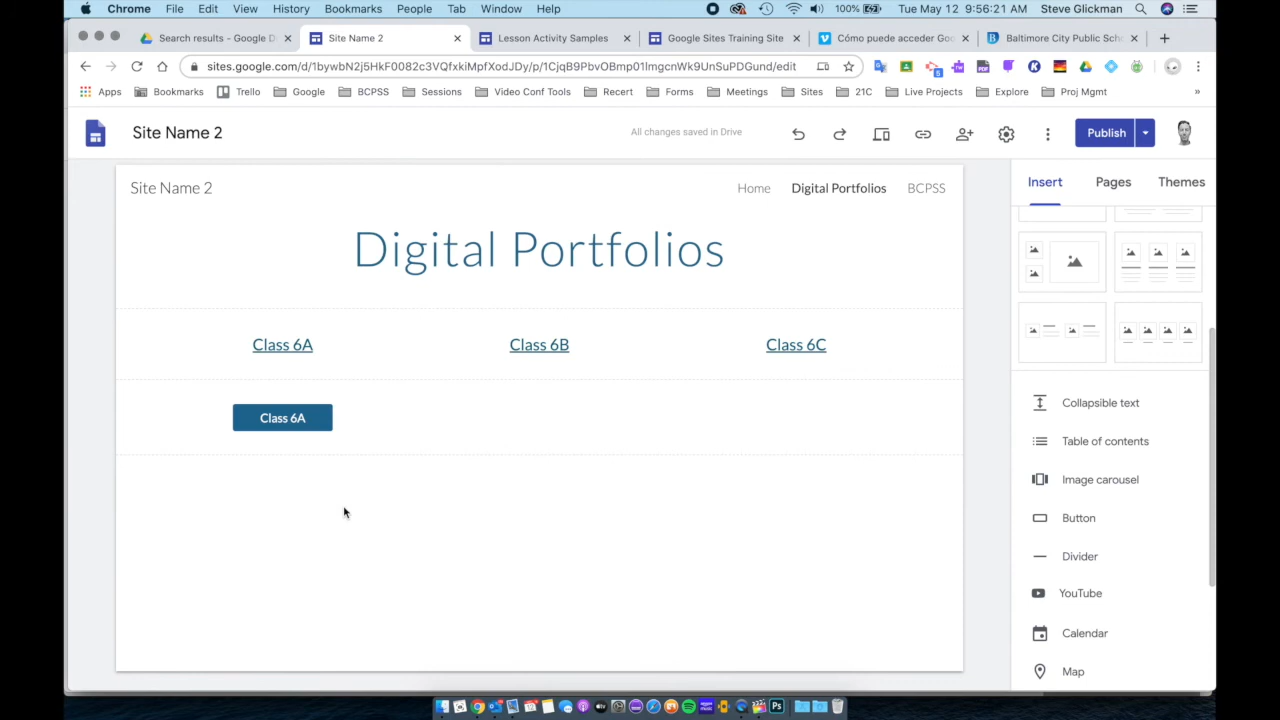 Chrome File Edit View History Bookmarks People Tab Window Help 100% Tue May 12 9:56:21 AM Steve Glickman
Search results - Google D
Site Name 2
Lesson Activity Samples
Google Sites Training Site
Cómo puede acceder Goo
Baltimore City Public Scho
sites.google.com/d/1bywbN2j5HkF0082c3VQfxkiMpfXodJDy/p/1CjqB9PbvOBmp01ImgcnWk9UnSuPDGund/edit
Apps Bookmarks Trello Google BCPSS Sessions Video Conf Tools Recert Forms Meetings Sites 21C Live Projects Explore Proj Mgmt »
Site Name 2
All changes saved in Drive
Publish
Site Name 2
Home Digital Portfolios BCPSS
Insert Pages Themes
Digital Portfolios
Class 6A Class 6B Class 6C
Class 6A
Collapsible text
Table of contents
Image carousel
Button
Divider
YouTube
Calendar
Map